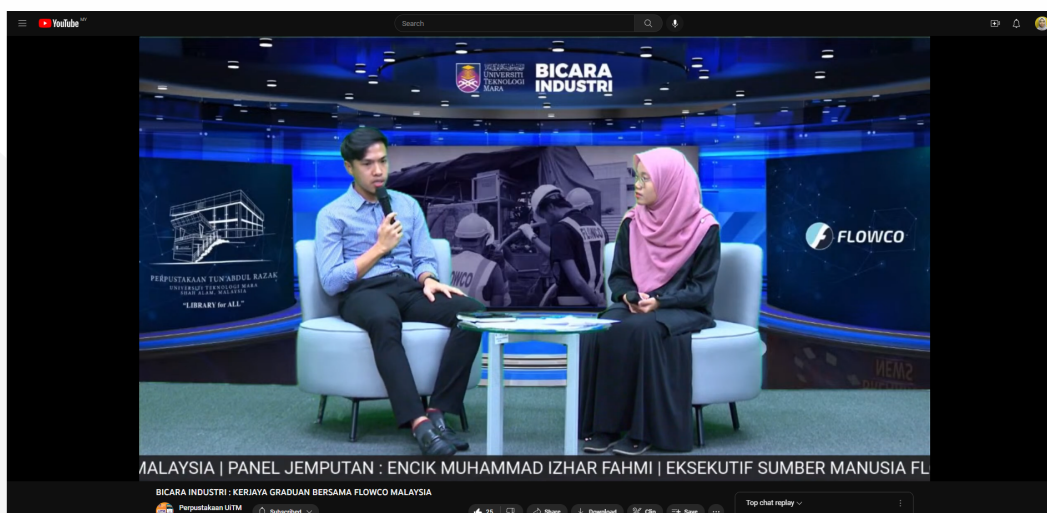 YouTube MY
Search
UNIVERSITI
TEKNOLOGI
MARA
BICARA
INDUSTRI
FLOWCO
FLOWCO
PERPUSTAKAAN TUN ABDUL RAZAK
UNIVERSITI TEKNOLOGI MARA
SHAH ALAM, MALAYSIA
"LIBRARY for ALL"
NEWS
MALAYSIA | PANEL JEMPUTAN : ENCIK MUHAMMAD IZHAR FAHMI | EKSEKUTIF SUMBER MANUSIA FL
BICARA INDUSTRI : KERJAYA GRADUAN BERSAMA FLOWCO MALAYSIA
Perpustakaan UiTM
Subscribed
25
Share
Download
Clip
Save
Top chat replay